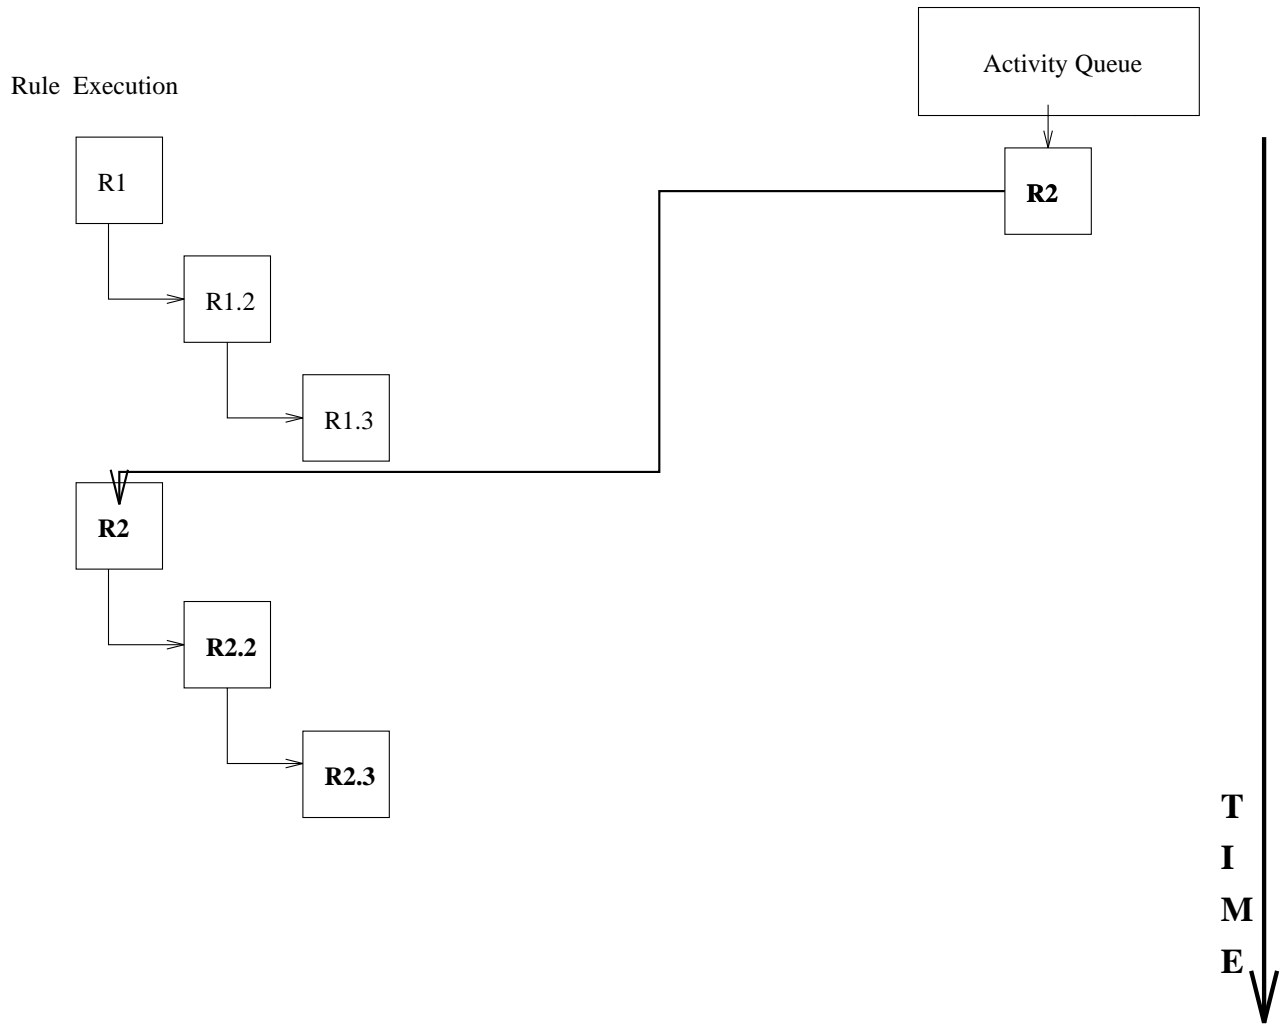 Activity Queue
Rule Execution
R1
R2
R1.2
R1.3
R2
R2.2
R2.3
T
I
M
E